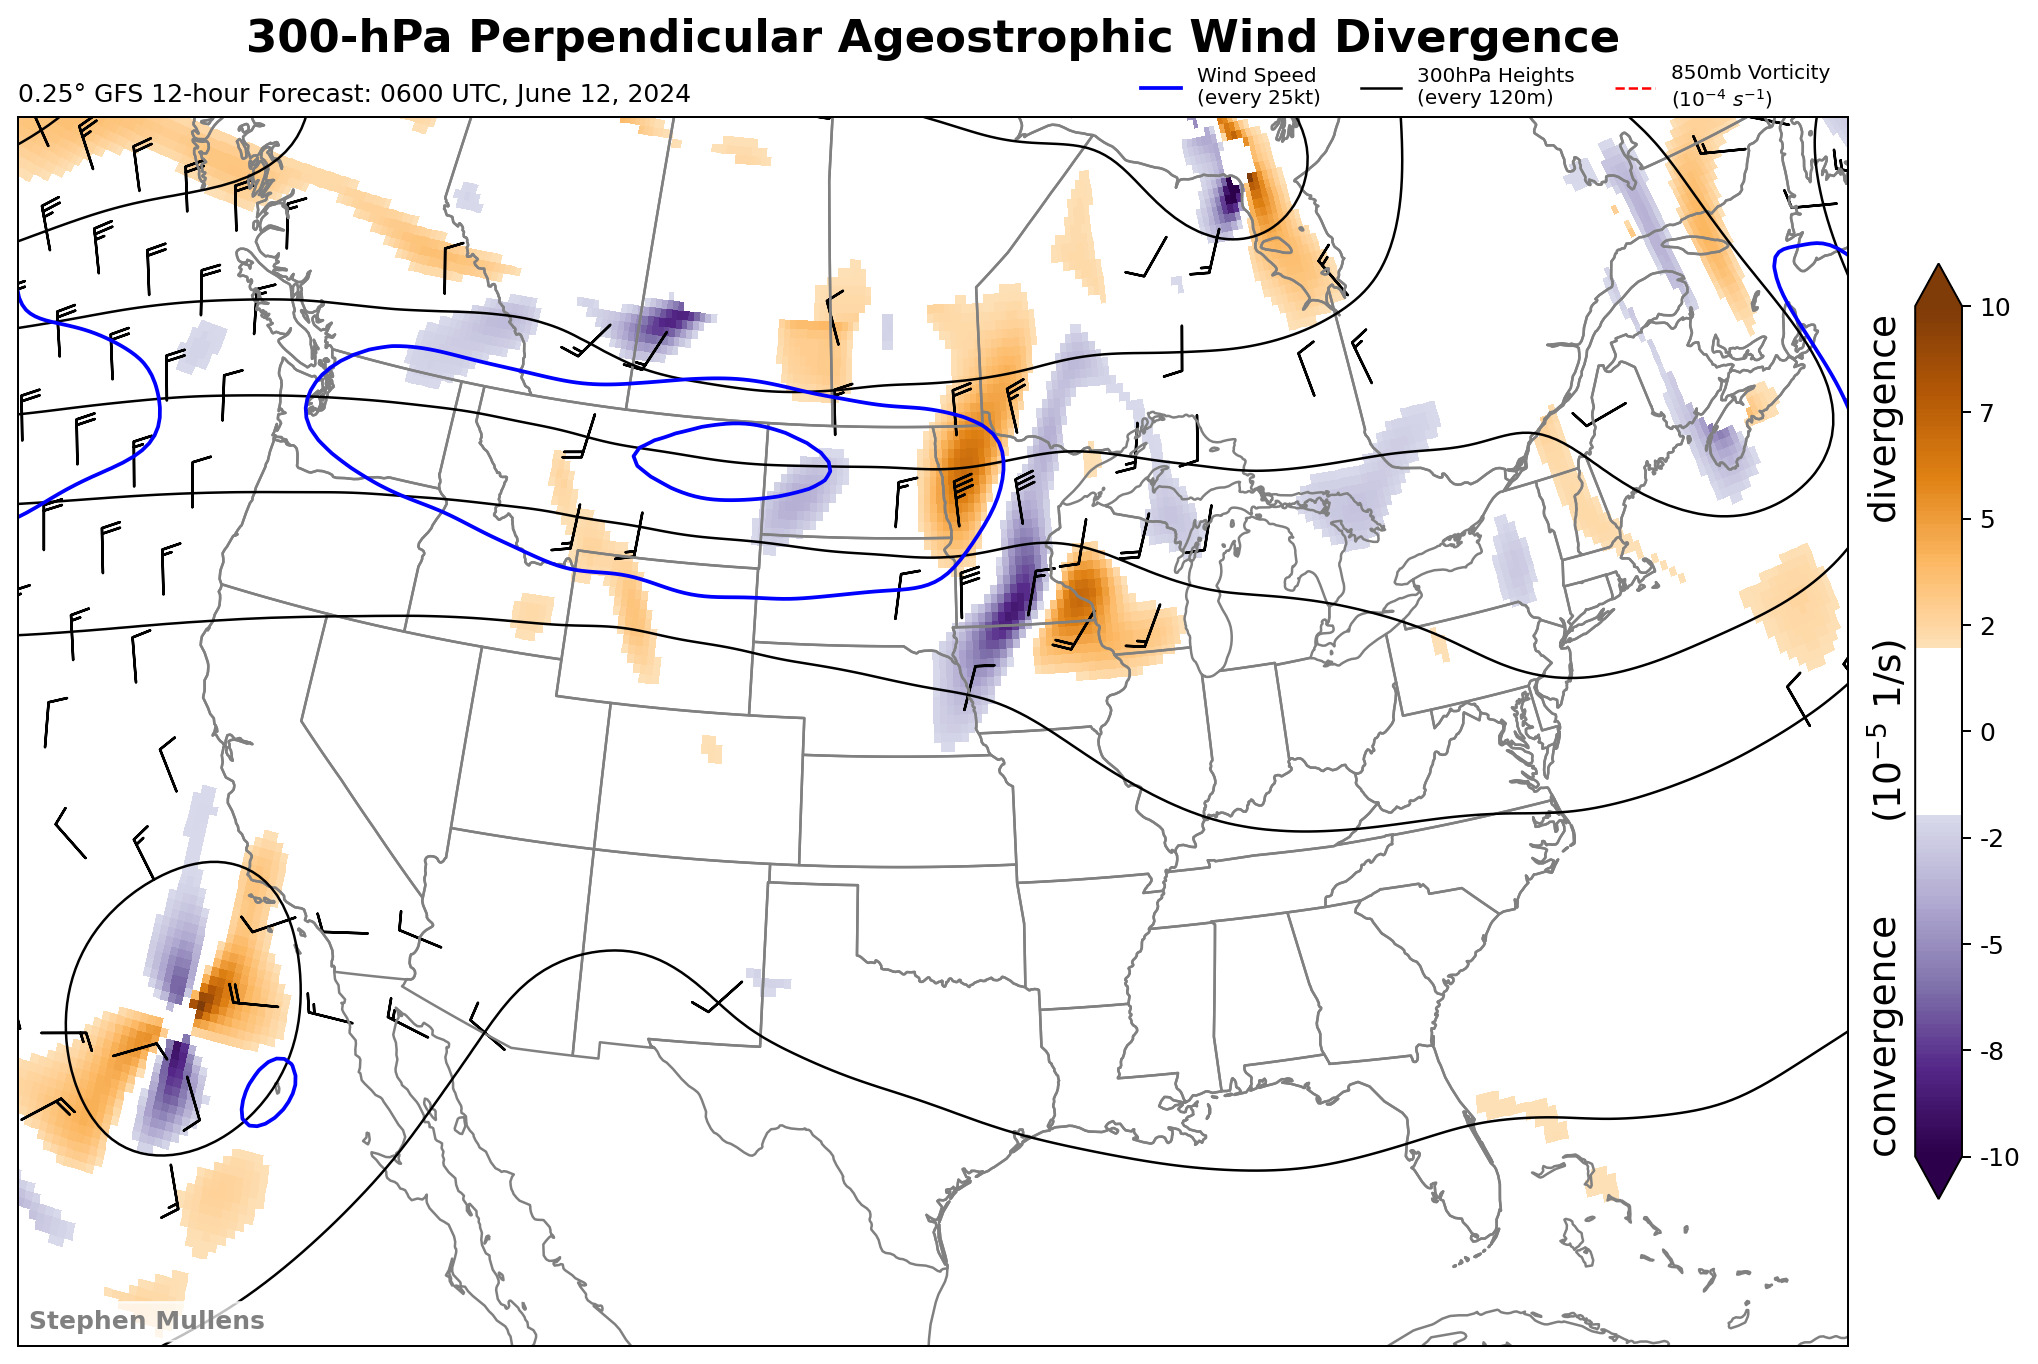 300-hPa Perpendicular Ageostrophic Wind Divergence
0.25° GFS 12-hour Forecast: 0600 UTC, June 12, 2024
Wind Speed
(every 25kt)
300hPa Heights
(every 120m)
850mb Vorticity
(10⁻⁴ s⁻¹)
convergence (10⁻⁵ 1/s) divergence
10
7
5
2
0
-2
-5
-8
-10
Stephen Mullens